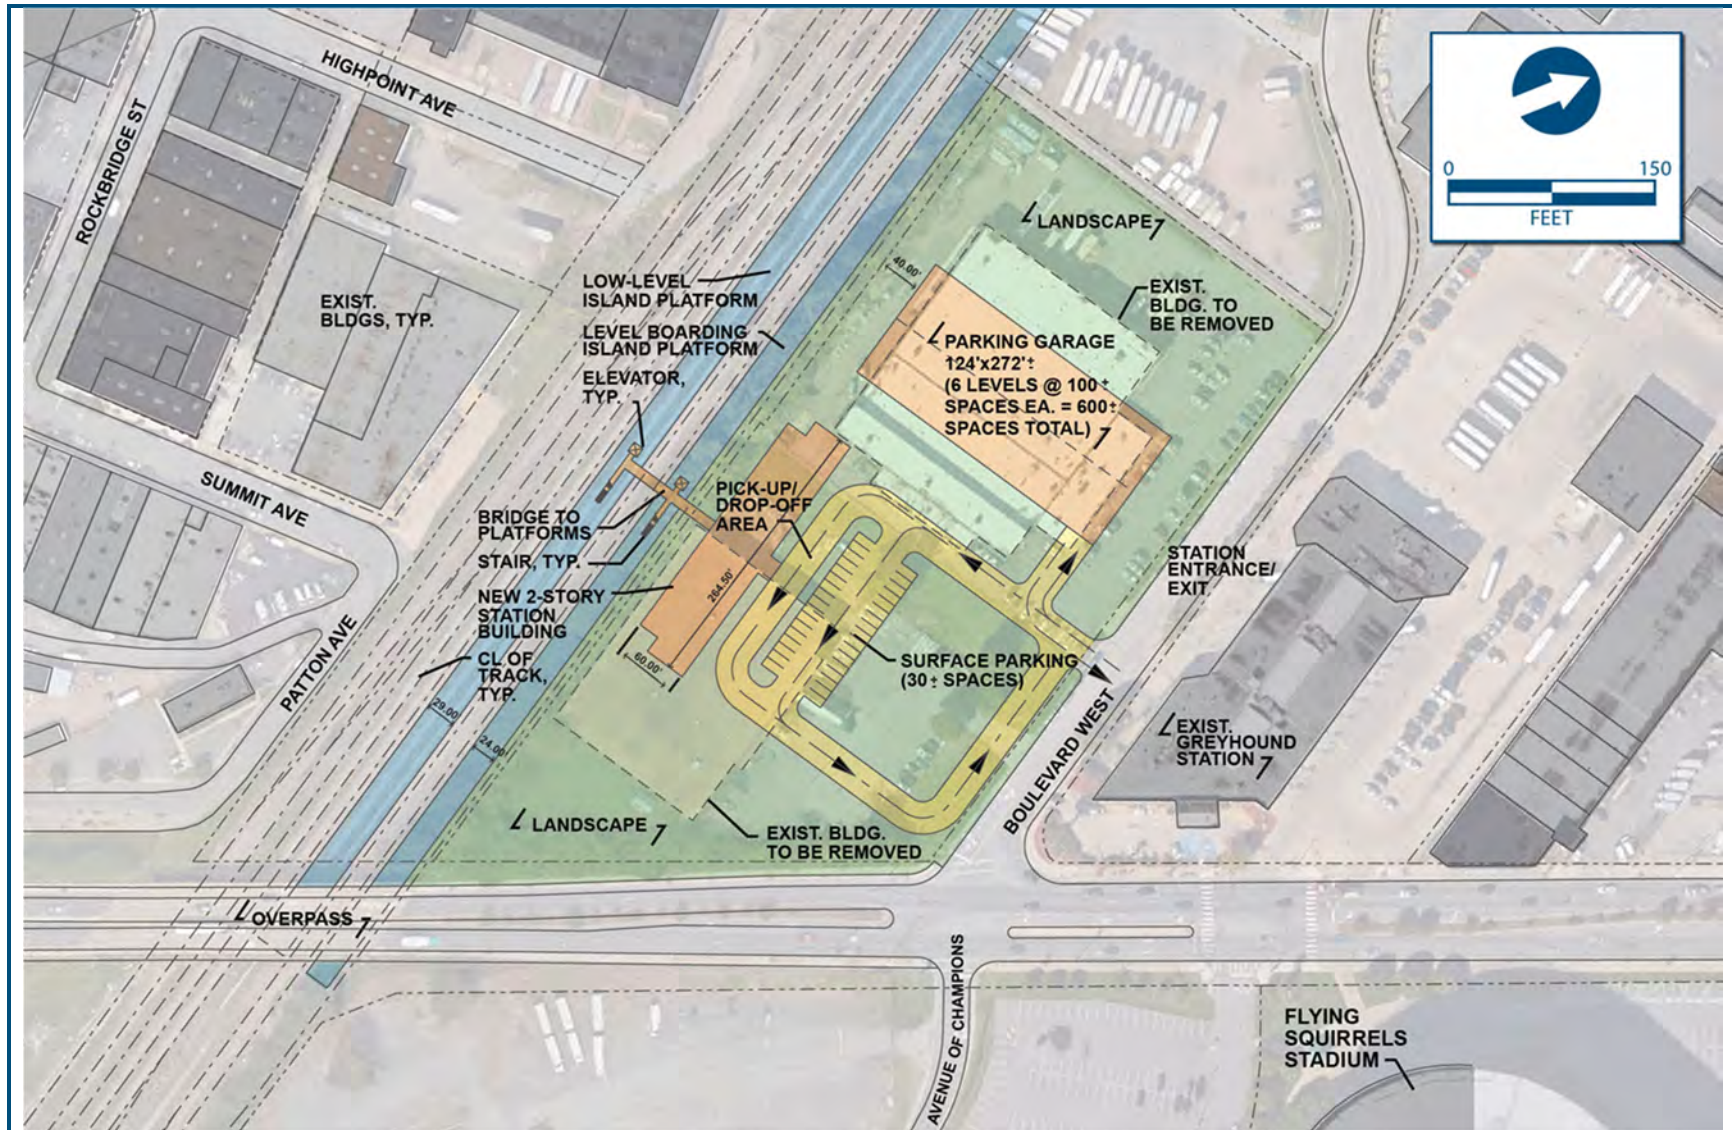 HIGHPOINT AVE
ROCKBRIDGE ST
0 150
FEET
LANDSCAPE
40.00'
LOW-LEVEL
ISLAND PLATFORM
EXIST.
BLDG. TO
BE REMOVED
EXIST.
BLDGS, TYP.
LEVEL BOARDING
ISLAND PLATFORM
PARKING GARAGE
124'x272'±
(6 LEVELS @ 100±
SPACES EA. = 600±
SPACES TOTAL)
ELEVATOR,
TYP.
SUMMIT AVE
PICK-UP/
DROP-OFF
AREA
BRIDGE TO
PLATFORMS
STAIR, TYP.
STATION
ENTRANCE/
EXIT
264.50'
NEW 2-STORY
STATION
BUILDING
60.00'
CL OF
TRACK,
TYP.
PATTON AVE
SURFACE PARKING
(30± SPACES)
29.00'
24.00'
BOULEVARD WEST
EXIST.
GREYHOUND
STATION
LANDSCAPE
EXIST. BLDG.
TO BE REMOVED
OVERPASS
AVENUE OF CHAMPIONS
FLYING
SQUIRRELS
STADIUM